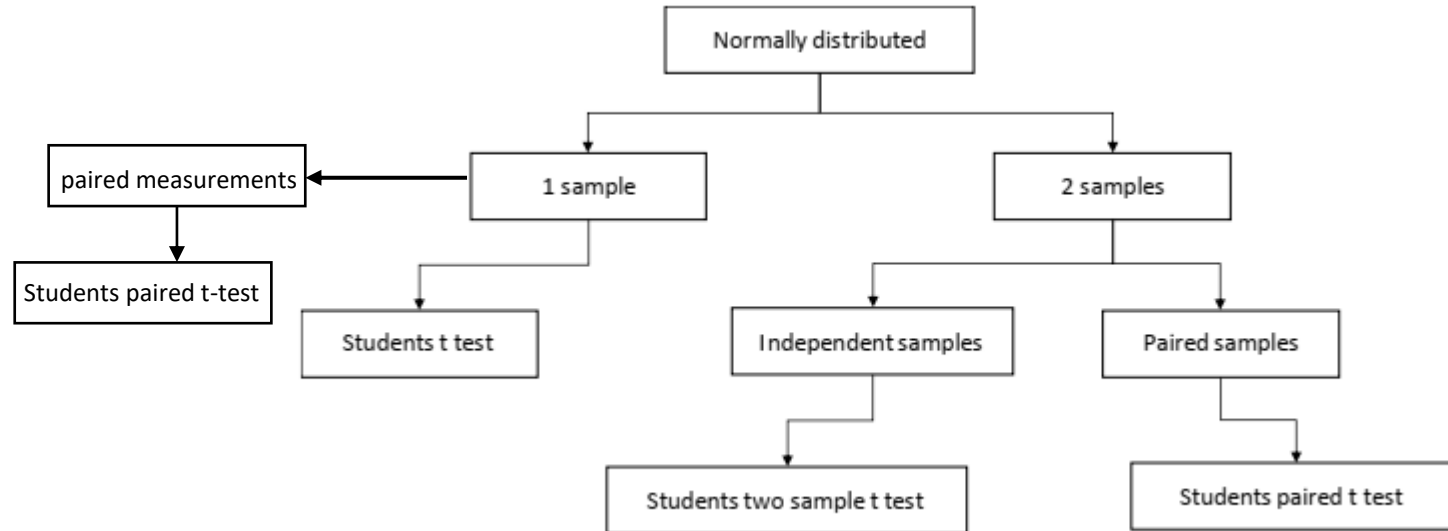 Normally distributed
paired measurements
1 sample
2 samples
Students paired t-test
Students t test
Independent samples
Paired samples
Students two sample t test
Students paired t test